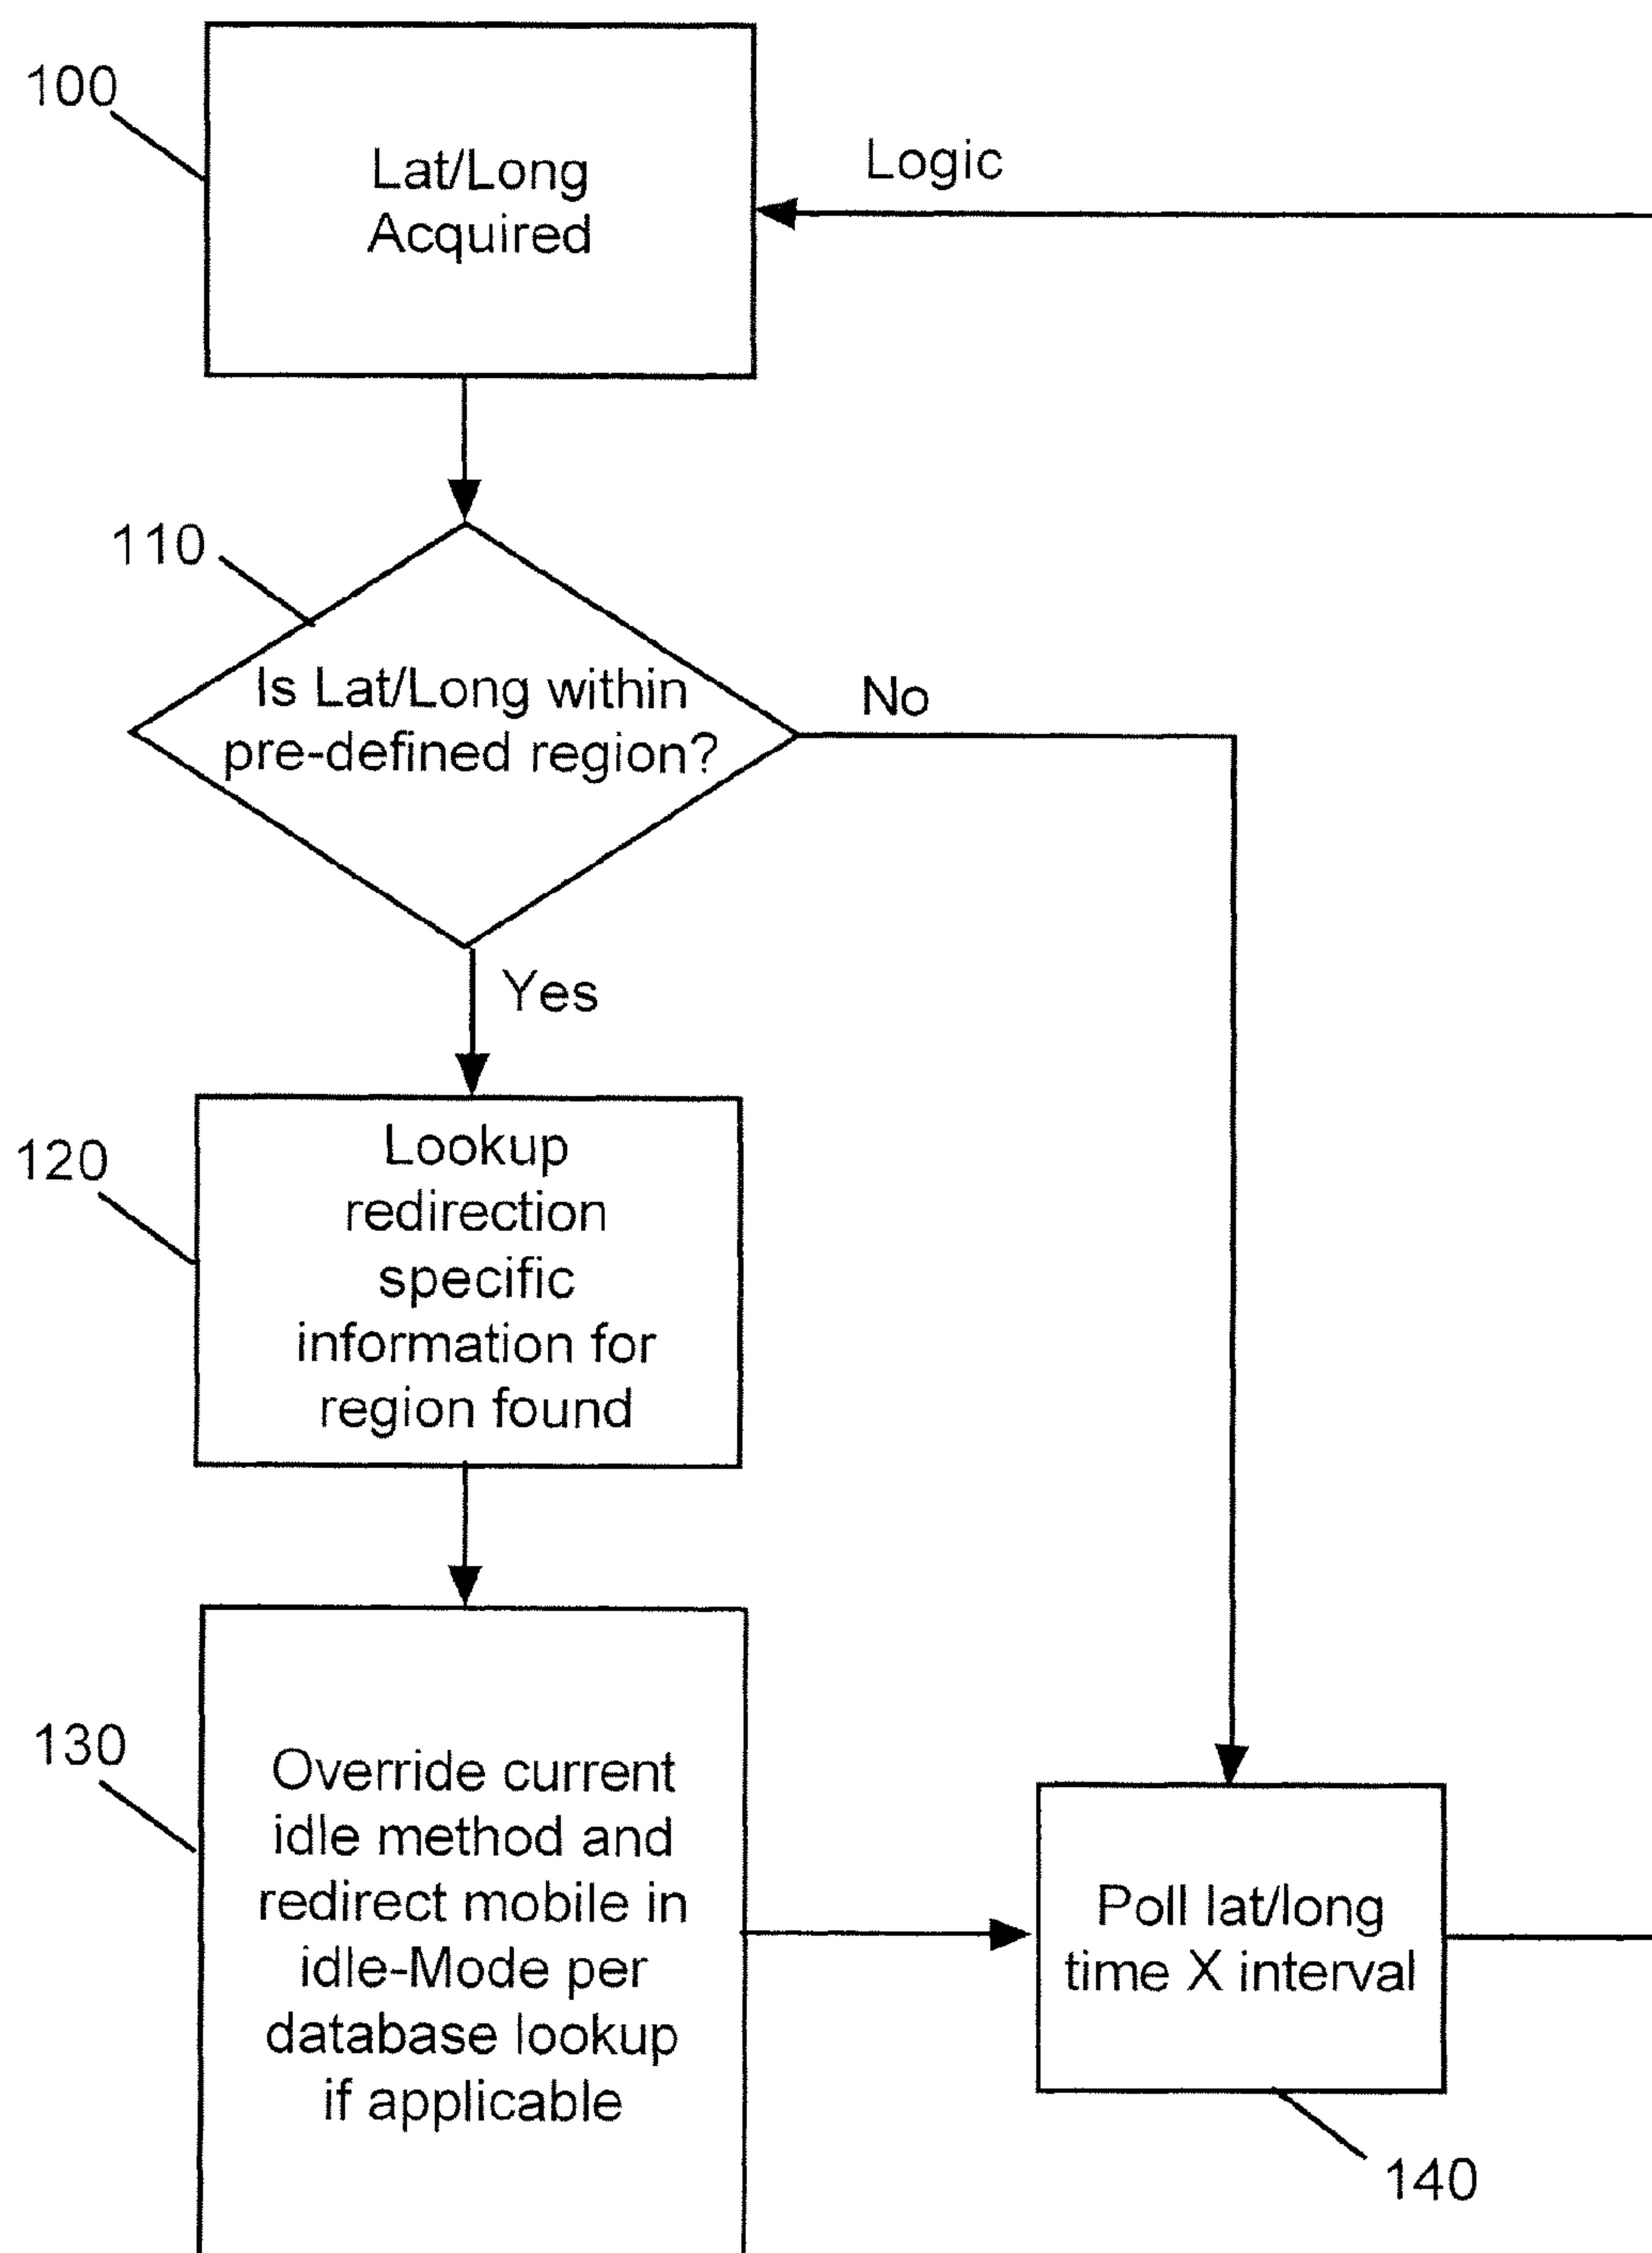 100
Lat/Long
Acquired
Logic
110
Is Lat/Long within
pre-defined region?
No
Yes
120
Lookup
redirection
specific
information for
region found
130
Override current
idle method and
redirect mobile in
idle-Mode per
database lookup
if applicable
Poll lat/long
time X interval
140